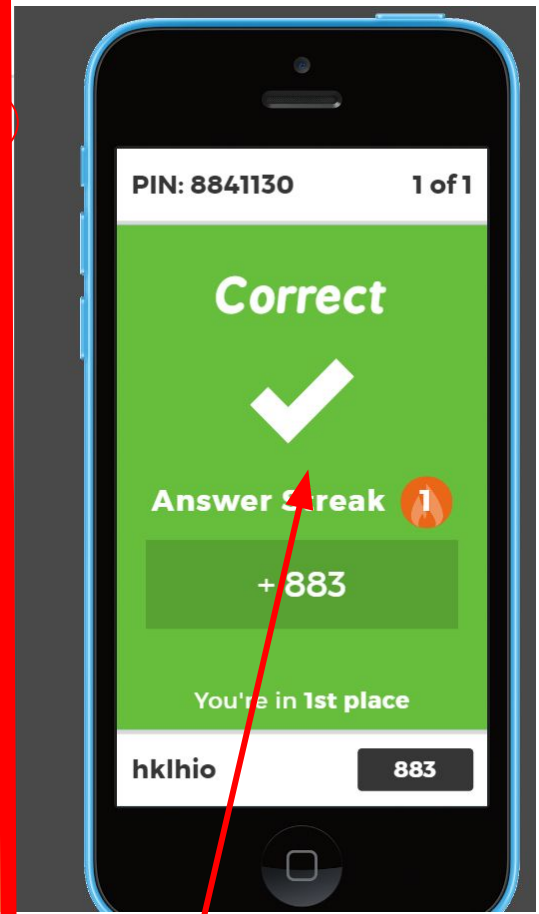 PIN: 8841130 1 of 1
Correct
Answer Streak 1
+ 883
You're in 1st place
hklhio 883